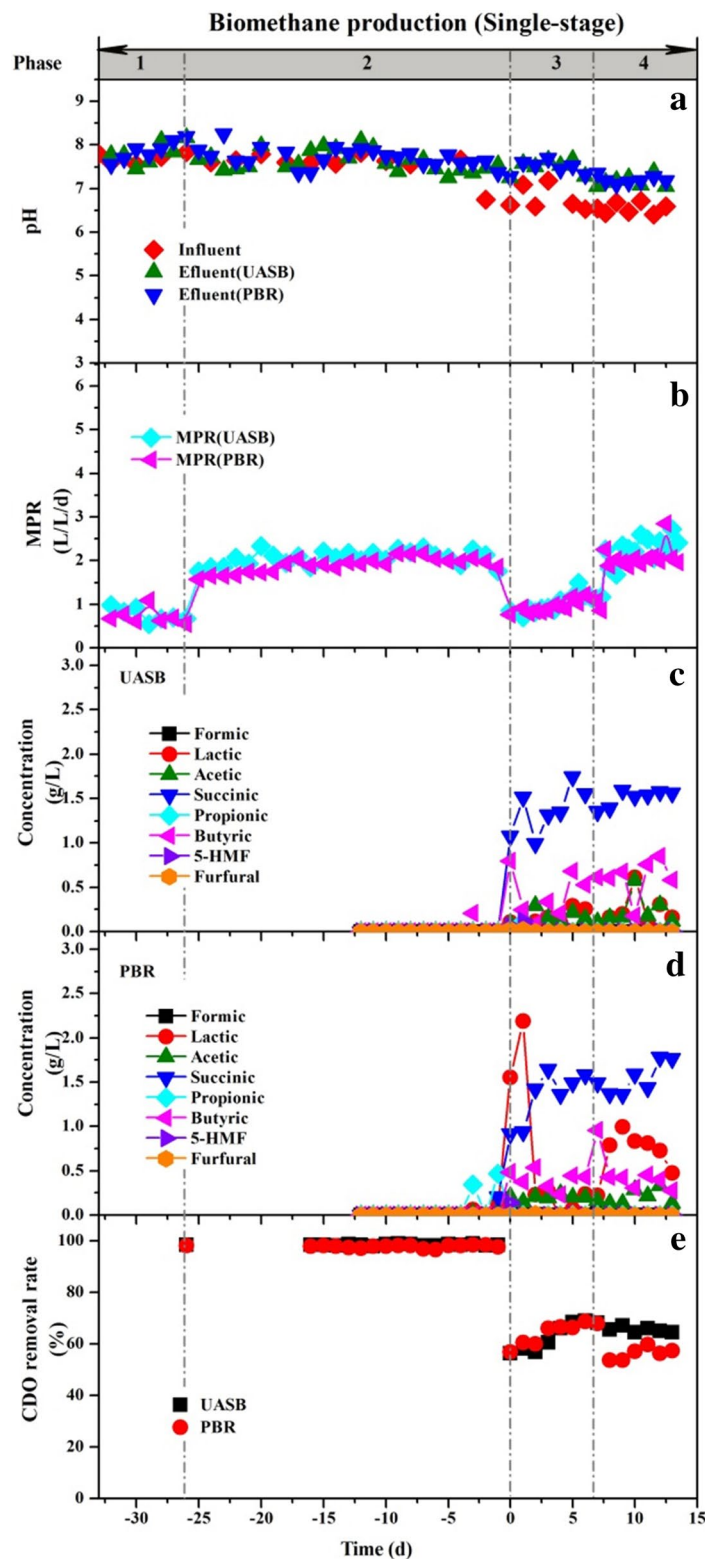 Biomethane production (Single-stage)
Phase 1 2 3 4
a
9
8
7
6
5
4
3
pH
Influent
Efluent(UASB)
Efluent(PBR)
b
6
5
4
3
2
1
0
MPR
(L/L/d)
MPR(UASB)
MPR(PBR)
c
3.0
2.5
2.0
1.5
1.0
0.5
0.0
Concentration
(g/L)
UASB
Formic
Lactic
Acetic
Succinic
Propionic
Butyric
5-HMF
Furfural
d
3.0
2.5
2.0
1.5
1.0
0.5
0.0
Concentration
(g/L)
PBR
Formic
Lactic
Acetic
Succinic
Propionic
Butyric
5-HMF
Furfural
e
100
80
60
40
20
0
CDO removal rate
(%)
UASB
PBR
-30 -25 -20 -15 -10 -5 0 5 10 15
Time (d)